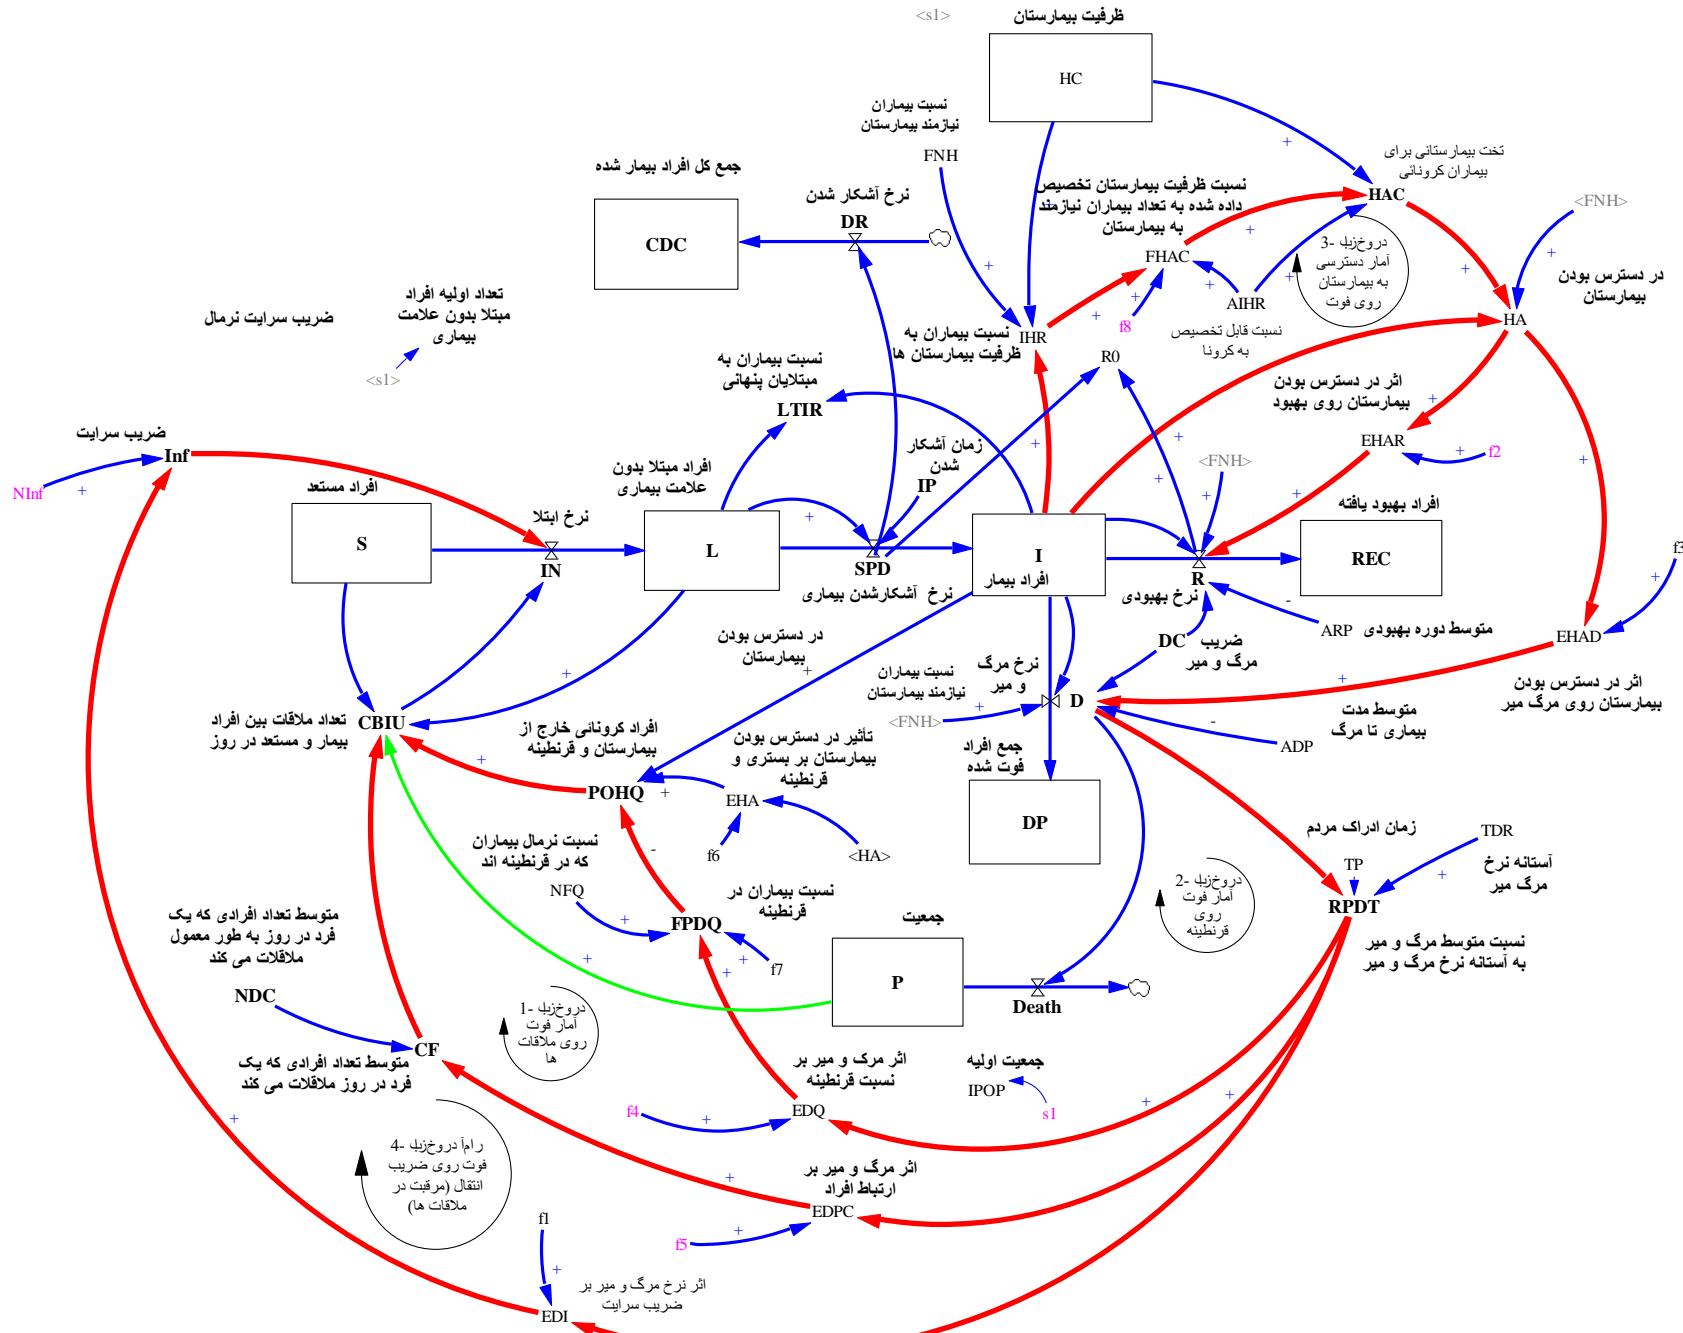 <s1>
ظرفیت بیمارستان
HC
نسبت بیماران
نیازمند بیمارستان
FNH
جمع کل افراد بیمار شده
CDC
نرخ آشکار شدن
DR
نسبت ظرفیت بیمارستان تخصیص
داده شده به تعداد بیماران نیازمند
به بیمارستان
FHAC
تخت بیمارستانی برای
بیماران کرونائی
HAC
<FNH>
3- بازخورد
آمار دسترسی
به بیمارستان
روی فوت
در دسترس بودن
بیمارستان
HA
AIHR
نسبت قابل تخصیص
به کرونا
f8
نسبت بیماران به
ظرفیت بیمارستان ها
IHR
R0
تعداد اولیه افراد
مبتلا بدون علامت
بیماری
<s1>
ضریب سرایت نرمال
نسبت بیماران به
مبتلایان پنهانی
LTIR
اثر در دسترس بودن
بیمارستان روی بهبود
EHAR
f2
ضریب سرایت
Inf
NInf
افراد مستعد
S
نرخ ابتلا
IN
افراد مبتلا بدون
علامت بیماری
L
زمان آشکار
شدن
IP
SPD
نرخ آشکارشدن بیماری
I
افراد بیمار
<FNH>
R
نرخ بهبودی
افراد بهبود یافته
REC
f3
ARP
متوسط دوره بهبودی
EHAD
اثر در دسترس بودن
بیمارستان روی مرگ میر
DC
ضریب
مرگ و میر
در دسترس بودن
بیمارستان
نسبت بیماران
نیازمند بیمارستان
<FNH>
نرخ مرگ
و میر
D
متوسط مدت
بیماری تا مرگ
ADP
تعداد ملاقات بین افراد
بیمار و مستعد در روز
CBIU
افراد کرونائی خارج از
بیمارستان و قرنطینه
POHQ
تأثیر در دسترس بودن
بیمارستان بر بستری و
قرنطینه
EHA
f6
<HA>
جمع افراد
فوت شده
DP
زمان ادراک مردم
TP
TDR
آستانه نرخ
مرگ میر
RPDT
نسبت متوسط مرگ و میر
به آستانه نرخ مرگ و میر
2- بازخورد
آمار فوت
روی
قرنطینه
نسبت نرمال بیماران
که در قرنطینه اند
NFQ
نسبت بیماران در
قرنطینه
FPDQ
f7
جمعیت
P
Death
متوسط تعداد افرادی که یک
فرد در روز به طور معمول
ملاقات می کند
NDC
1- بازخورد
آمار فوت
روی ملاقات
ها
CF
متوسط تعداد افرادی که یک
فرد در روز ملاقات می کند
اثر مرگ و میر بر
نسبت قرنطینه
EDQ
f4
جمعیت اولیه
IPOP
s1
4- بازخورد آمار
فوت روی ضریب
انتقال (مرقبت در
ملاقات ها)
اثر مرگ و میر بر
ارتباط افراد
EDPC
f5
f1
اثر نرخ مرگ و میر بر
ضریب سرایت
EDI